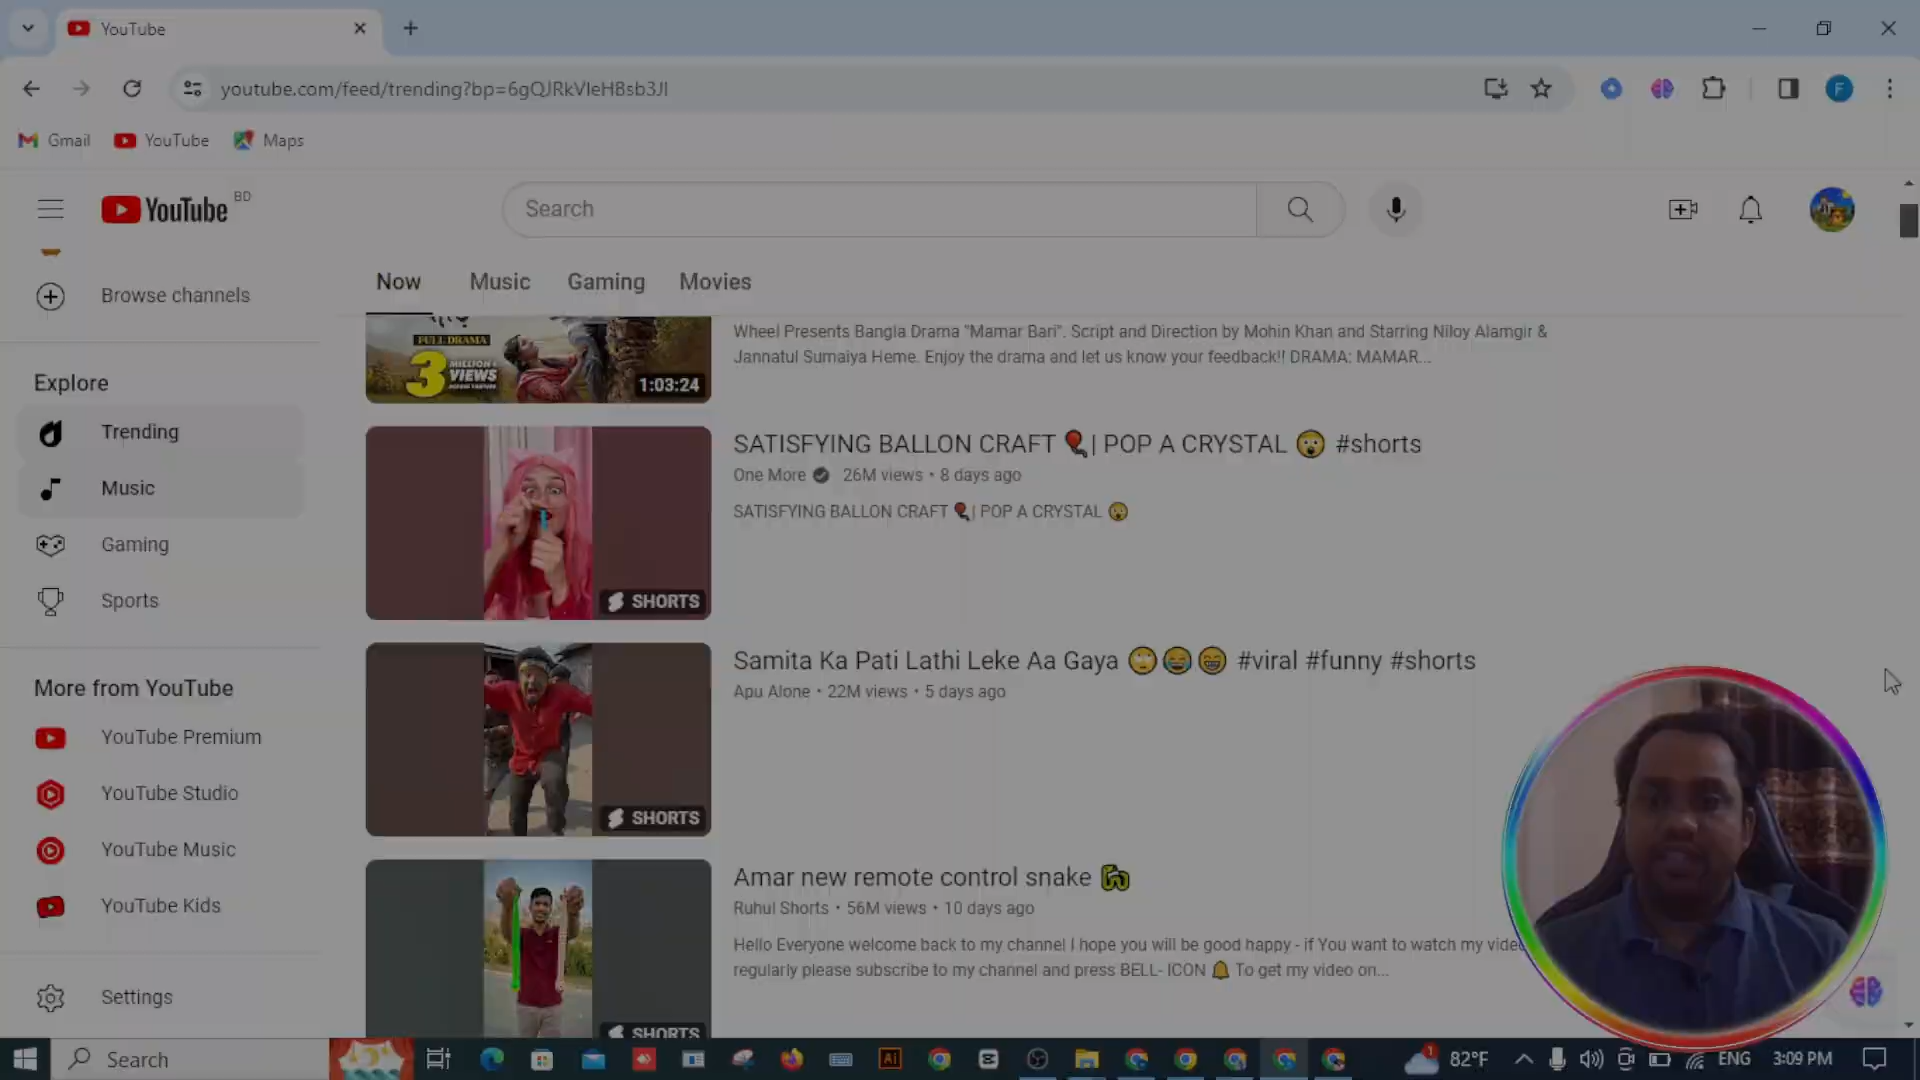 YouTube
youtube.com/feed/trending?bp=6gQJRkVleHBsb3Jl
Gmail
YouTube
Maps
YouTube BD
Search
Browse channels
Now
Music
Gaming
Movies
FULL DRAMA
3 MILLION+
VIEWS
1:03:24
Wheel Presents Bangla Drama "Mamar Bari". Script and Direction by Mohin Khan and Starring Niloy Alamgir &
Jannatul Sumaiya Heme. Enjoy the drama and let us know your feedback!! DRAMA: MAMAR...
Explore
Trending
Music
Gaming
Sports
SATISFYING BALLON CRAFT 🎈| POP A CRYSTAL 😲 #shorts
One More 26M views • 8 days ago
SATISFYING BALLON CRAFT 🎈| POP A CRYSTAL 😲
SHORTS
Samita Ka Pati Lathi Leke Aa Gaya 🙄😂😁 #viral #funny #shorts
Apu Alone • 22M views • 5 days ago
SHORTS
More from YouTube
YouTube Premium
YouTube Studio
YouTube Music
YouTube Kids
Settings
Amar new remote control snake 🐍
Ruhul Shorts • 56M views • 10 days ago
Hello Everyone welcome back to my channel I hope you will be good happy - if You want to watch my video
regularly please subscribe to my channel and press BELL- ICON 🔔 To get my video on...
SHORTS
F
Search
Ai
1
82°F
ENG
3:09 PM